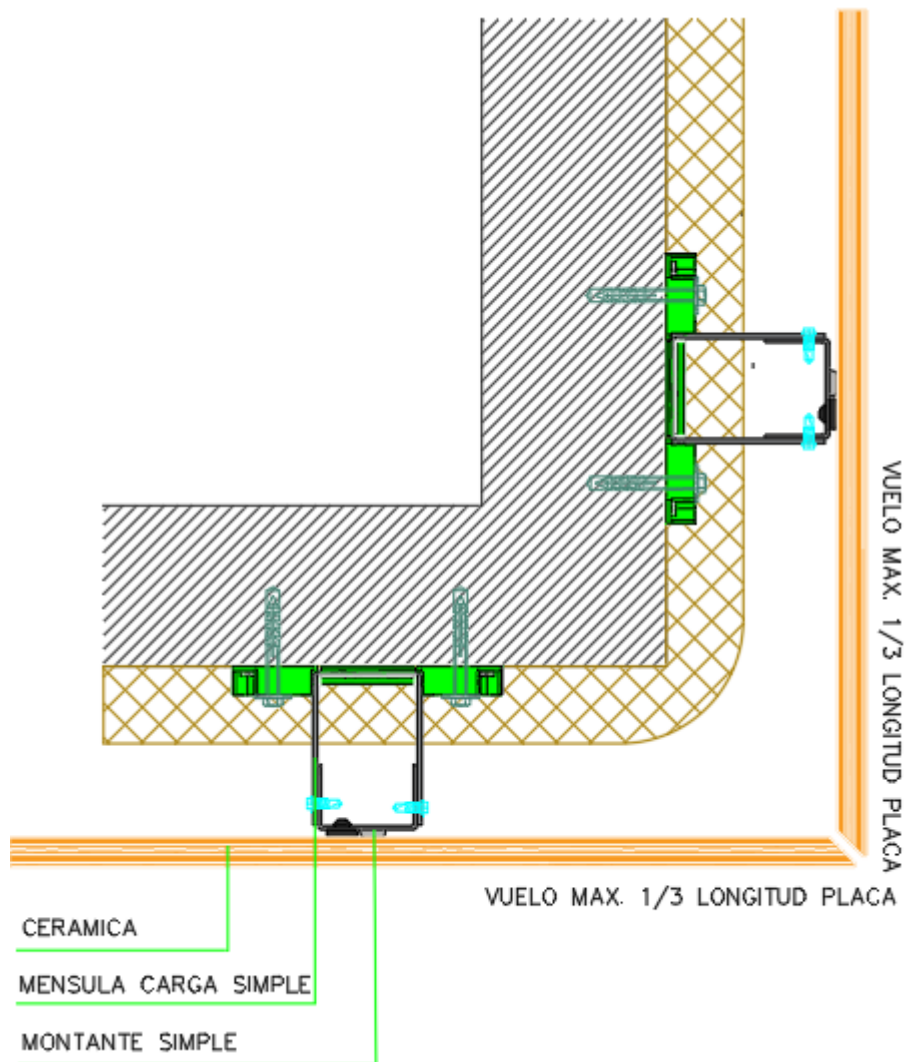 VUELO MAX. 1/3 LONGITUD PLACA
VUELO MAX. 1/3 LONGITUD PLACA
CERAMICA
MENSULA CARGA SIMPLE
MONTANTE SIMPLE